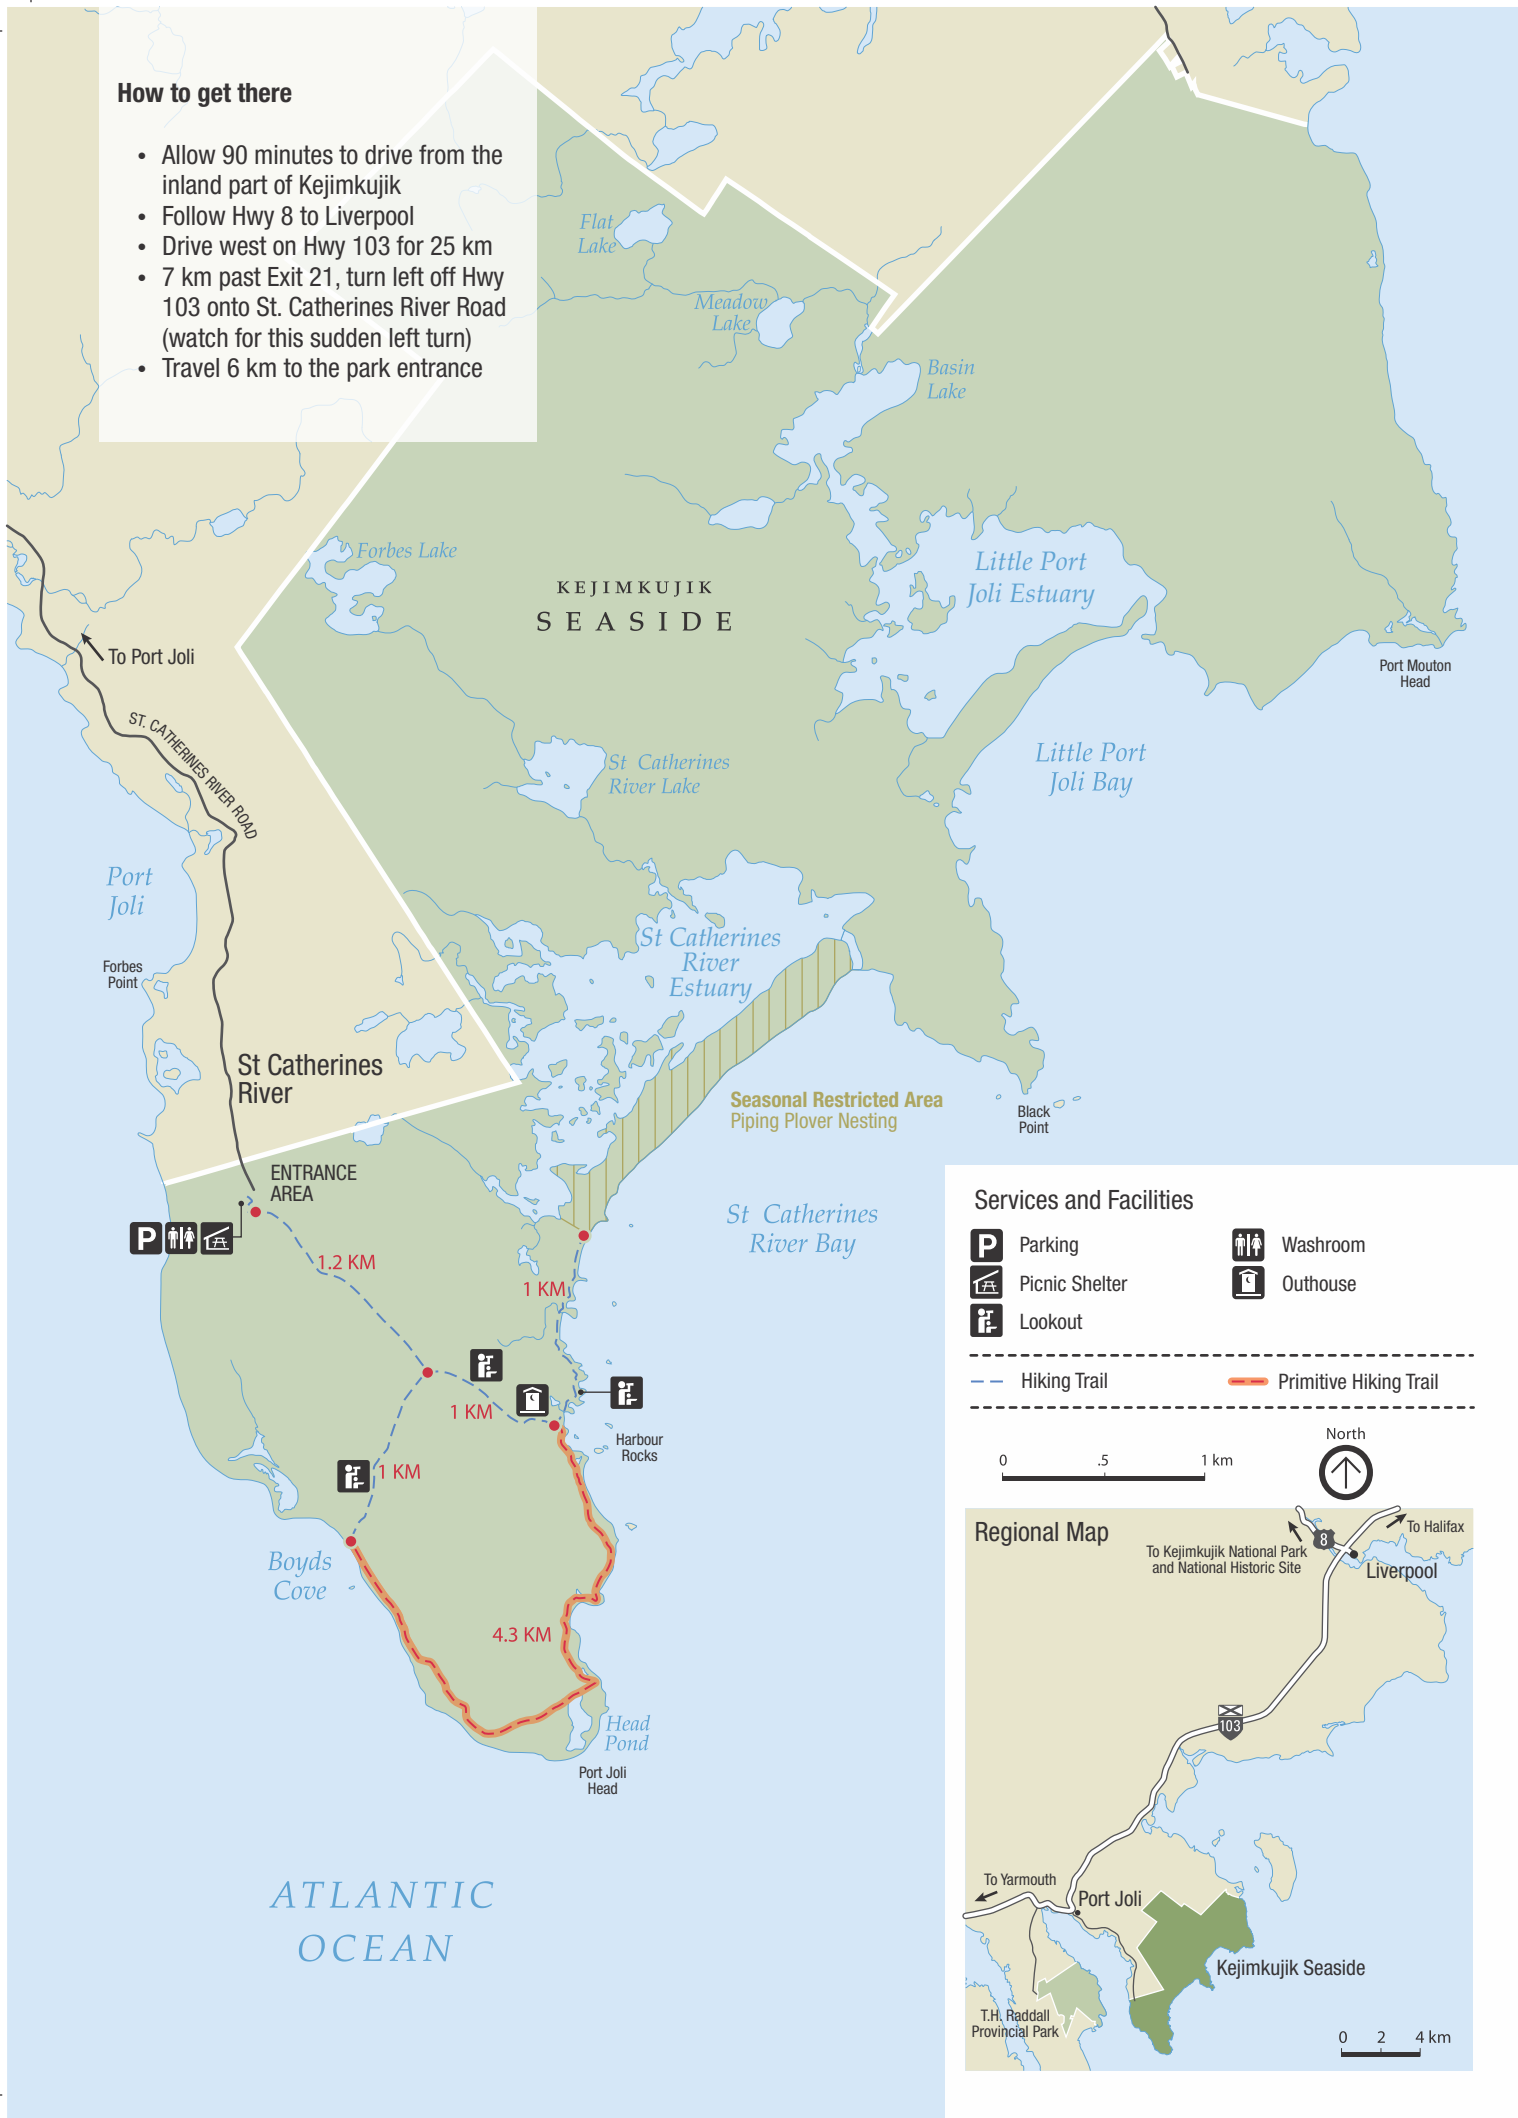 How to get there
• Allow 90 minutes to drive from the
inland part of Kejimkujik
• Follow Hwy 8 to Liverpool
• Drive west on Hwy 103 for 25 km
• 7 km past Exit 21, turn left off Hwy
103 onto St. Catherines River Road
(watch for this sudden left turn)
• Travel 6 km to the park entrance
Flat
Lake
Meadow
Lake
Basin
Lake
Forbes Lake
KEJIMKUJIK
SEASIDE
Little Port
Joli Estuary
To Port Joli
Port Mouton
Head
ST. CATHERINES RIVER ROAD
St Catherines
River Lake
Little Port
Joli Bay
Port
Joli
Forbes
Point
St Catherines
River
Estuary
St Catherines
River
Seasonal Restricted Area
Piping Plover Nesting
Black
Point
ENTRANCE
AREA
P
1.2 KM
1 KM
St Catherines
River Bay
1 KM
Harbour
Rocks
1 KM
Boyds
Cove
4.3 KM
Head
Pond
Port Joli
Head
ATLANTIC
OCEAN
Services and Facilities
P
Parking
Washroom
Picnic Shelter
Outhouse
Lookout
Hiking Trail
Primitive Hiking Trail
0 .5 1 km
North
Regional Map
To Halifax
8
To Kejimkujik National Park
and National Historic Site
Liverpool
103
To Yarmouth
Port Joli
Kejimkujik Seaside
T.H. Raddall
Provincial Park
0 2 4 km